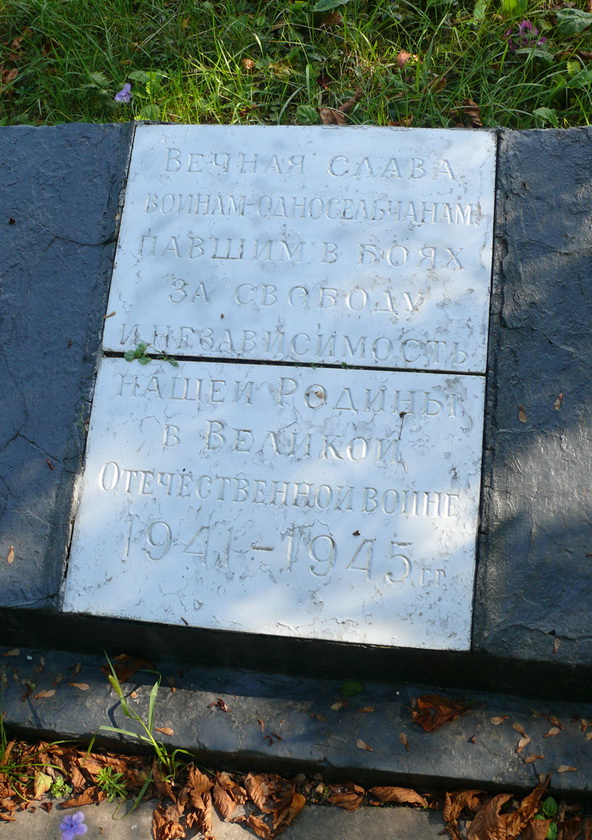 Вечная слава
воинам-односельчанам,
павшим в боях
за свободу
и независимость
нашей Родины
в Великой
Отечественной войне
1941-1945 гг.